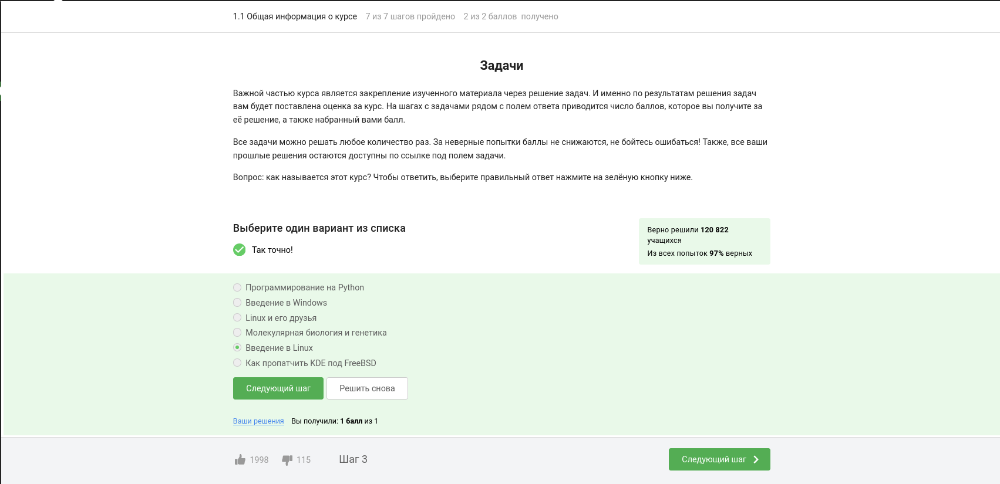 1.1 Общая информация о курсе 7 из 7 шагов пройдено 2 из 2 баллов получено
Задачи
Важной частью курса является закрепление изученного материала через решение задач. И именно по результатам решения задач
вам будет поставлена оценка за курс. На шагах с задачами рядом с полем ответа приводится число баллов, которое вы получите за
её решение, а также набранный вами балл.
Все задачи можно решать любое количество раз. За неверные попытки баллы не снижаются, не бойтесь ошибаться! Также, все ваши
прошлые решения остаются доступны по ссылке под полем задачи.
Вопрос: как называется этот курс? Чтобы ответить, выберите правильный ответ нажмите на зелёную кнопку ниже.
Выберите один вариант из списка
Так точно!
Верно решили 120 822
учащихся
Из всех попыток 97% верных
Программирование на Python
Введение в Windows
Linux и его друзья
Молекулярная биология и генетика
Введение в Linux
Как пропатчить KDE под FreeBSD
Следующий шаг Решить снова
Ваши решения Вы получили: 1 балл из 1
1998 115 Шаг 3 Следующий шаг